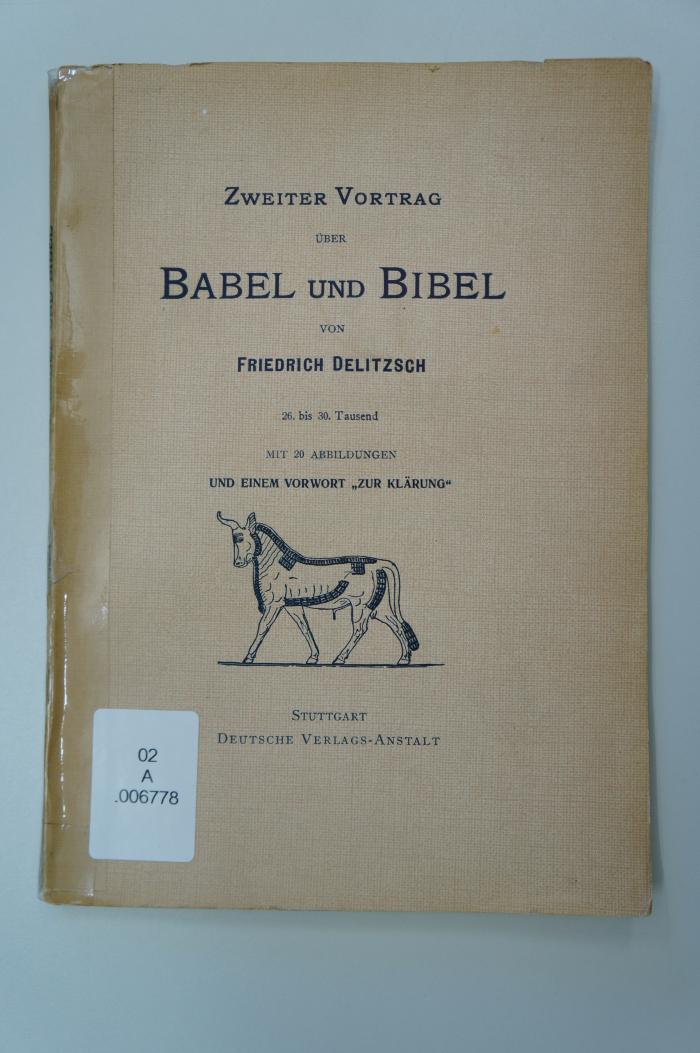 ZWEITER VORTRAG
ÜBER
BABEL UND BIBEL
VON
FRIEDRICH DELITZSCH
26. bis 30. Tausend
MIT 20 ABBILDUNGEN
UND EINEM VORWORT „ZUR KLÄRUNG“
STUTTGART
DEUTSCHE VERLAGS-ANSTALT
02
A
.006778